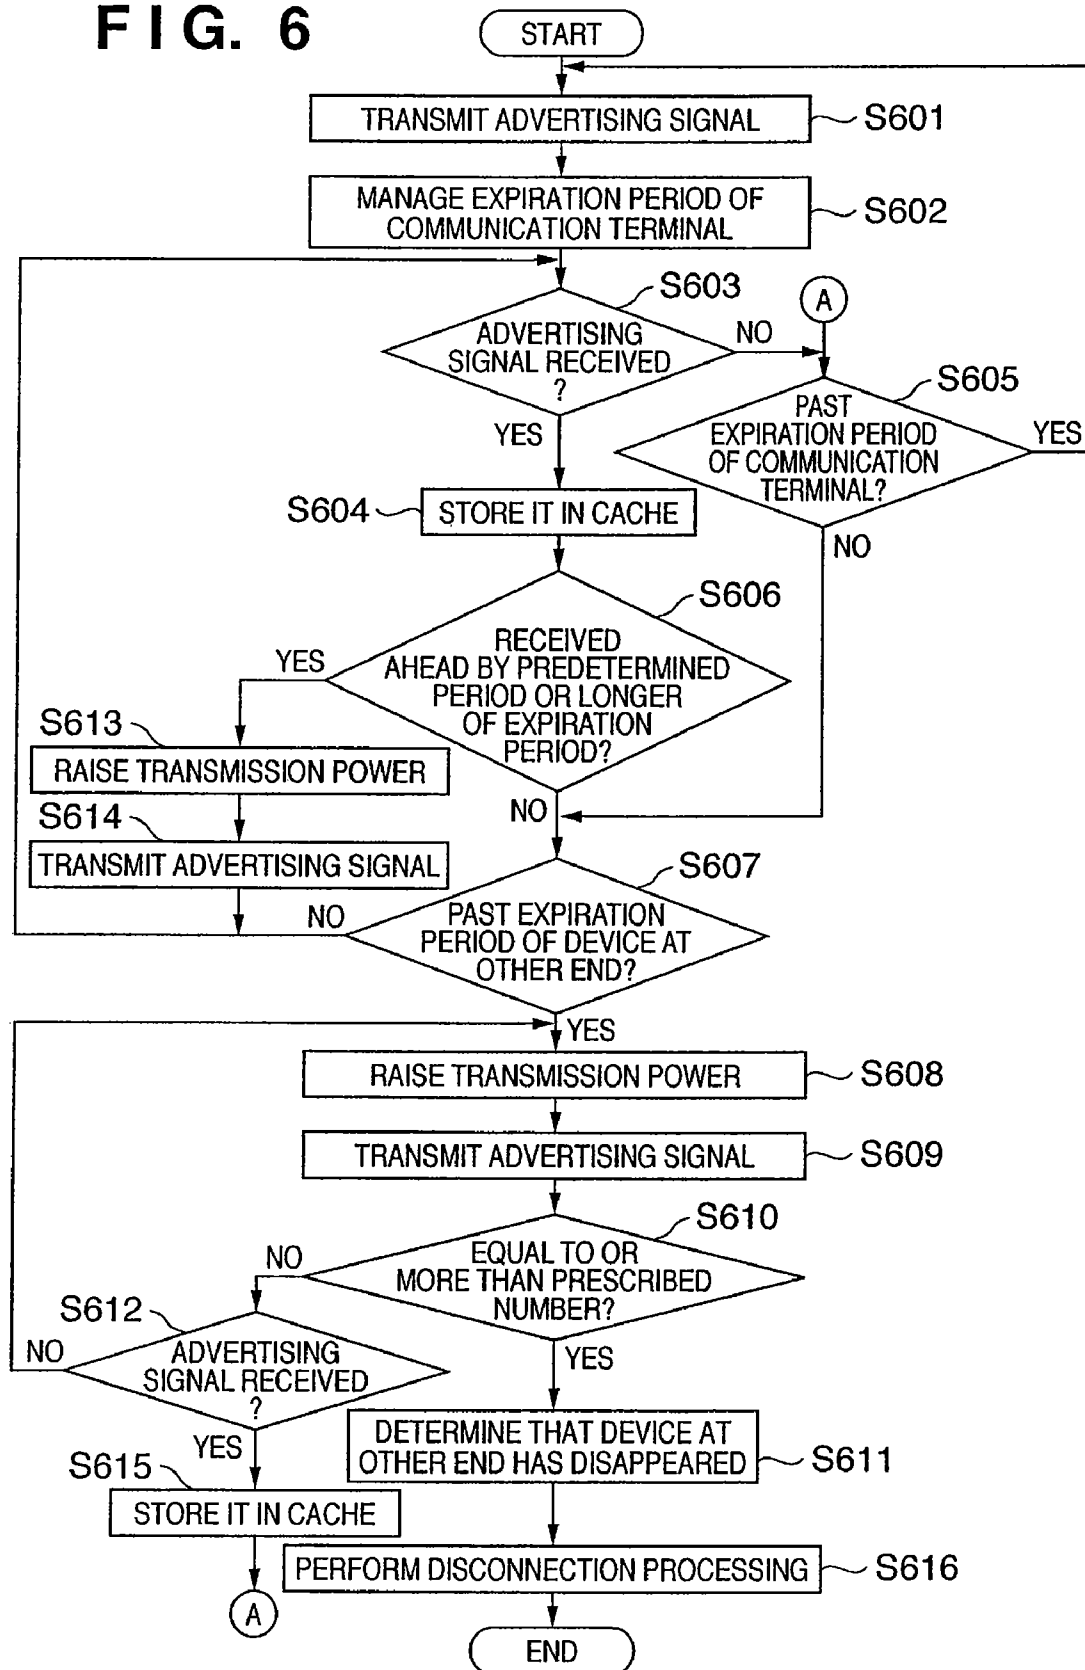 FIG. 6
START
TRANSMIT ADVERTISING SIGNAL
S601
MANAGE EXPIRATION PERIOD OF
COMMUNICATION TERMINAL
S602
S603
A
ADVERTISING
SIGNAL RECEIVED
?
NO
S605
PAST
EXPIRATION PERIOD
OF COMMUNICATION
TERMINAL?
YES
YES
NO
S604
STORE IT IN CACHE
S606
RECEIVED
AHEAD BY PREDETERMINED
PERIOD OR LONGER
OF EXPIRATION
PERIOD?
YES
S613
RAISE TRANSMISSION POWER
NO
S614
TRANSMIT ADVERTISING SIGNAL
S607
NO
PAST EXPIRATION
PERIOD OF DEVICE AT
OTHER END?
YES
RAISE TRANSMISSION POWER
S608
TRANSMIT ADVERTISING SIGNAL
S609
S610
EQUAL TO OR
MORE THAN PRESCRIBED
NUMBER?
NO
S612
NO
ADVERTISING
SIGNAL RECEIVED
?
YES
YES
DETERMINE THAT DEVICE AT
OTHER END HAS DISAPPEARED
S611
S615
STORE IT IN CACHE
PERFORM DISCONNECTION PROCESSING
S616
A
END